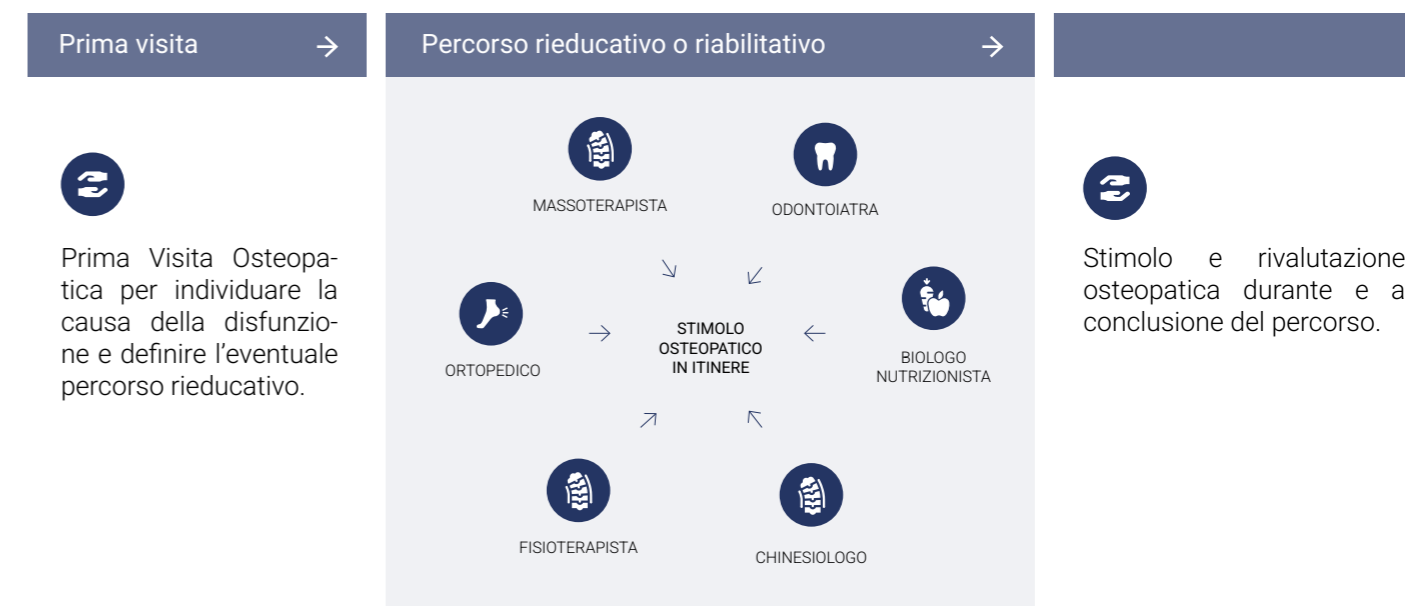 Prima visita
Percorso rieducativo o riabilitativo
Prima Visita Osteopa-
tica per individuare la
causa della disfunzio-
ne e definire l’eventuale
percorso rieducativo.
MASSOTERAPISTA
ODONTOIATRA
ORTOPEDICO
STIMOLO
OSTEOPATICO
IN ITINERE
BIOLOGO
NUTRIZIONISTA
FISIOTERAPISTA
CHINESIOLOGO
Stimolo e rivalutazione
osteopatica durante e a
conclusione del percorso.